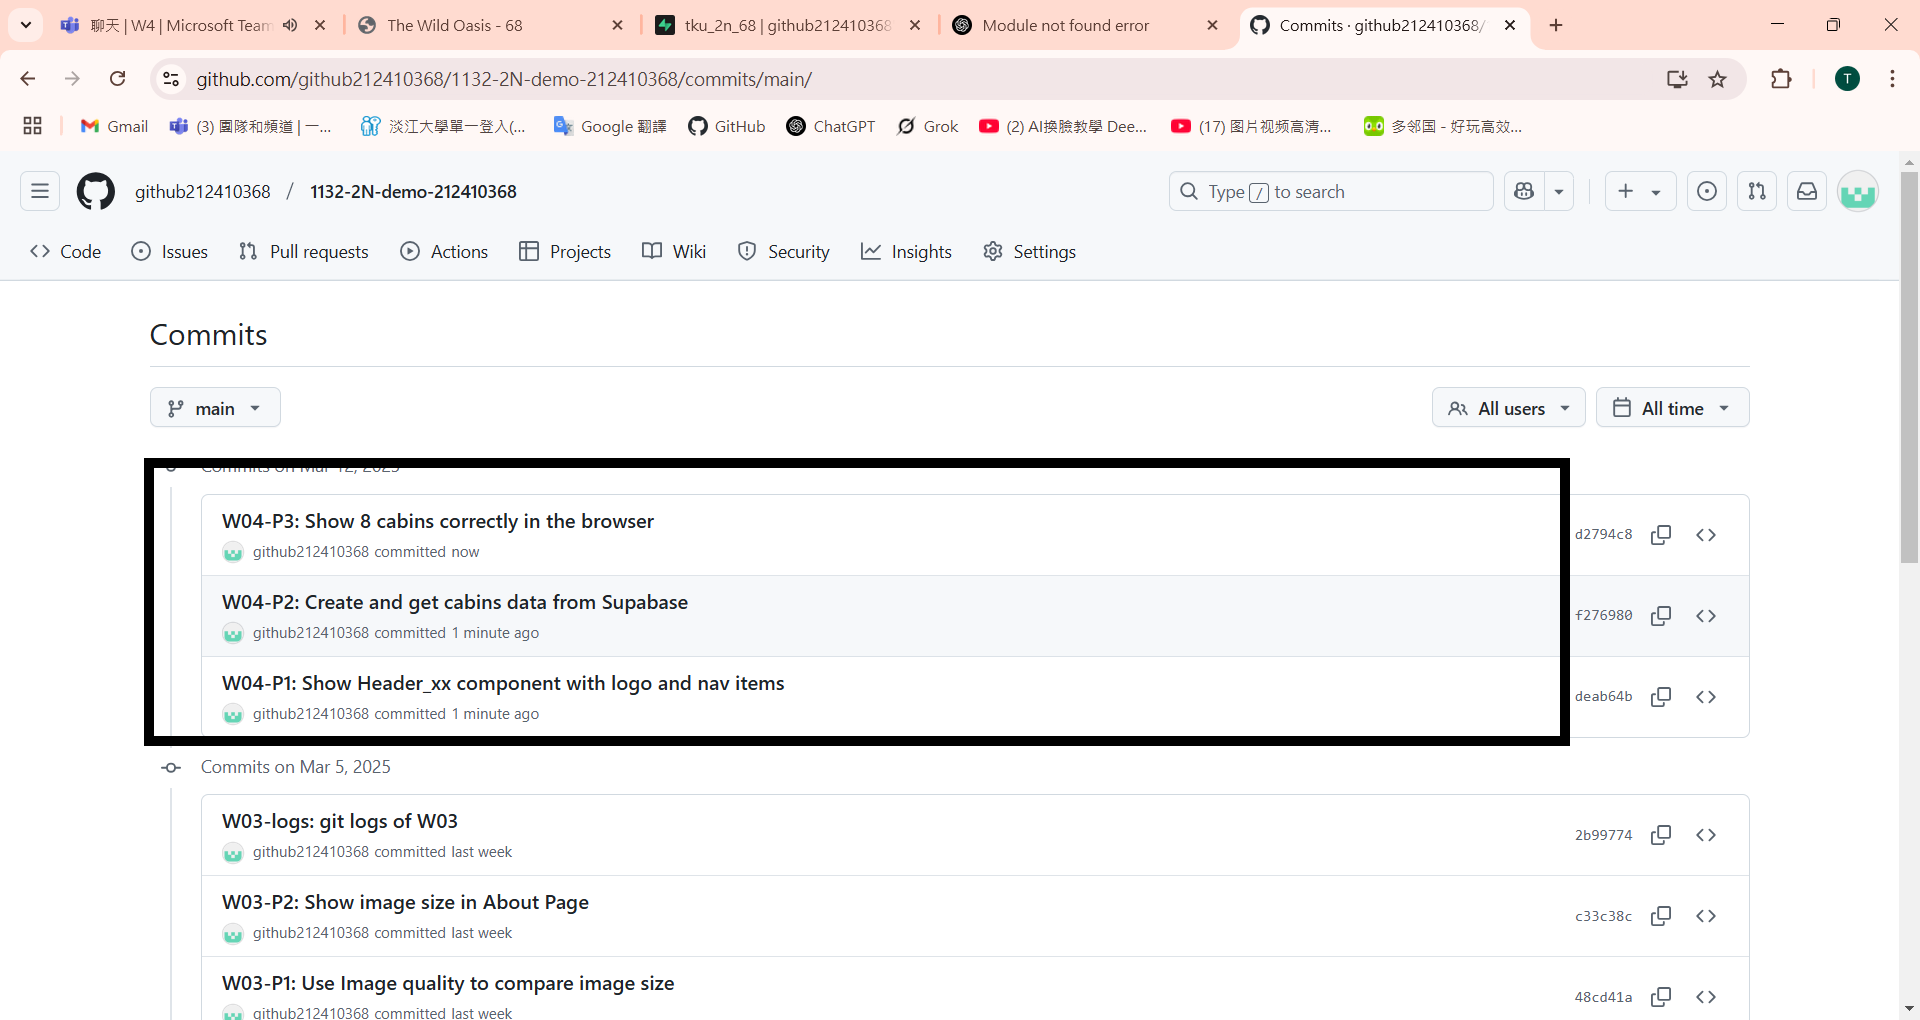 聊天 | W4 | Microsoft Team
The Wild Oasis - 68
tku_2n_68 | github212410368
Module not found error
Commits · github212410368/
github.com/github212410368/1132-2N-demo-212410368/commits/main/
T
Gmail
(3) 團隊和頻道 | 一...
淡江大學單一登入(...
Google 翻譯
GitHub
ChatGPT
Grok
(2) AI換臉教學 Dee...
(17) 图片视频高清...
多邻国 - 好玩高效...
github212410368 / 1132-2N-demo-212410368
Type / to search
Code
Issues
Pull requests
Actions
Projects
Wiki
Security
Insights
Settings
Commits
main
All users
All time
Commits on Mar 12, 2025
W04-P3: Show 8 cabins correctly in the browser
github212410368 committed now
d2794c8
W04-P2: Create and get cabins data from Supabase
github212410368 committed 1 minute ago
f276980
W04-P1: Show Header_xx component with logo and nav items
github212410368 committed 1 minute ago
deab64b
Commits on Mar 5, 2025
W03-logs: git logs of W03
github212410368 committed last week
2b99774
W03-P2: Show image size in About Page
github212410368 committed last week
c33c38c
W03-P1: Use Image quality to compare image size
github212410368 committed last week
48cd41a